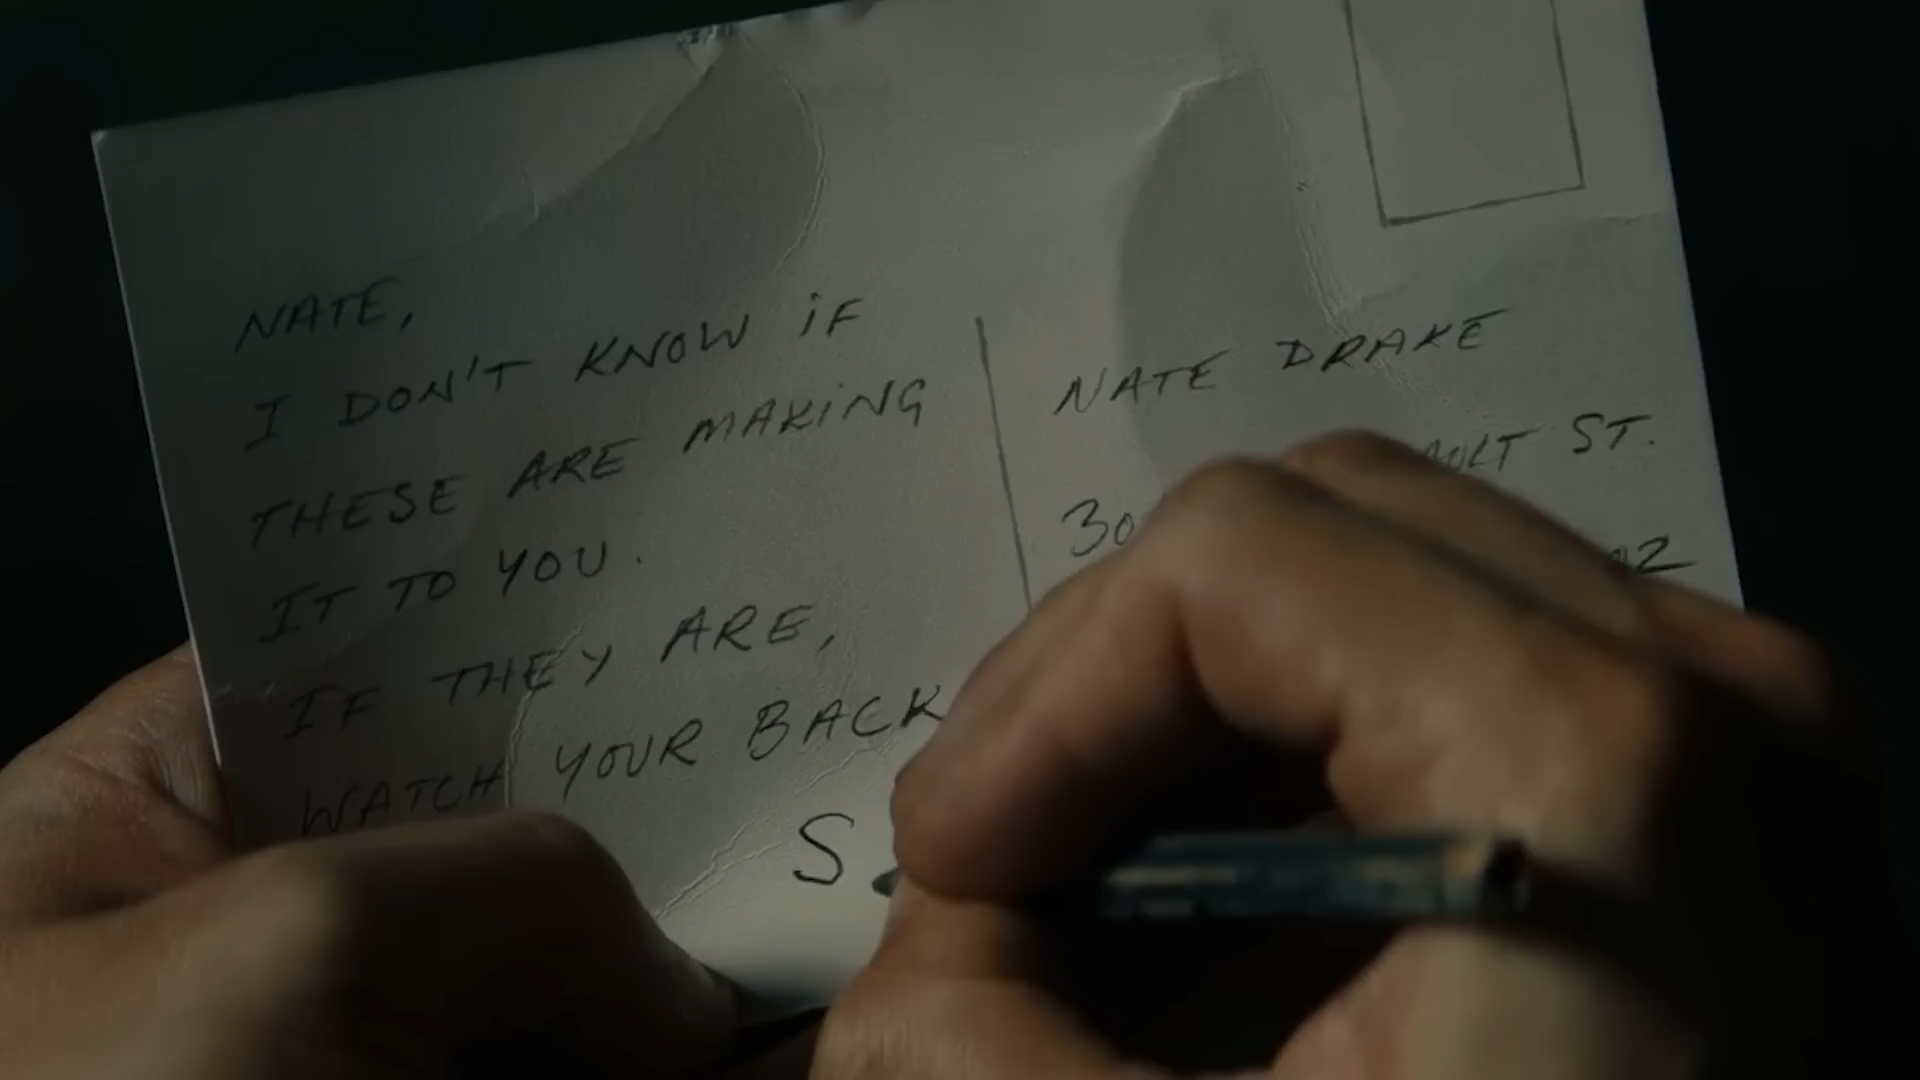 NATE,
I DON'T KNOW IF
THESE ARE MAKING
IT TO YOU.
IF THEY ARE,
WATCH YOUR BACK
S
NATE DRAKE
ST.
30